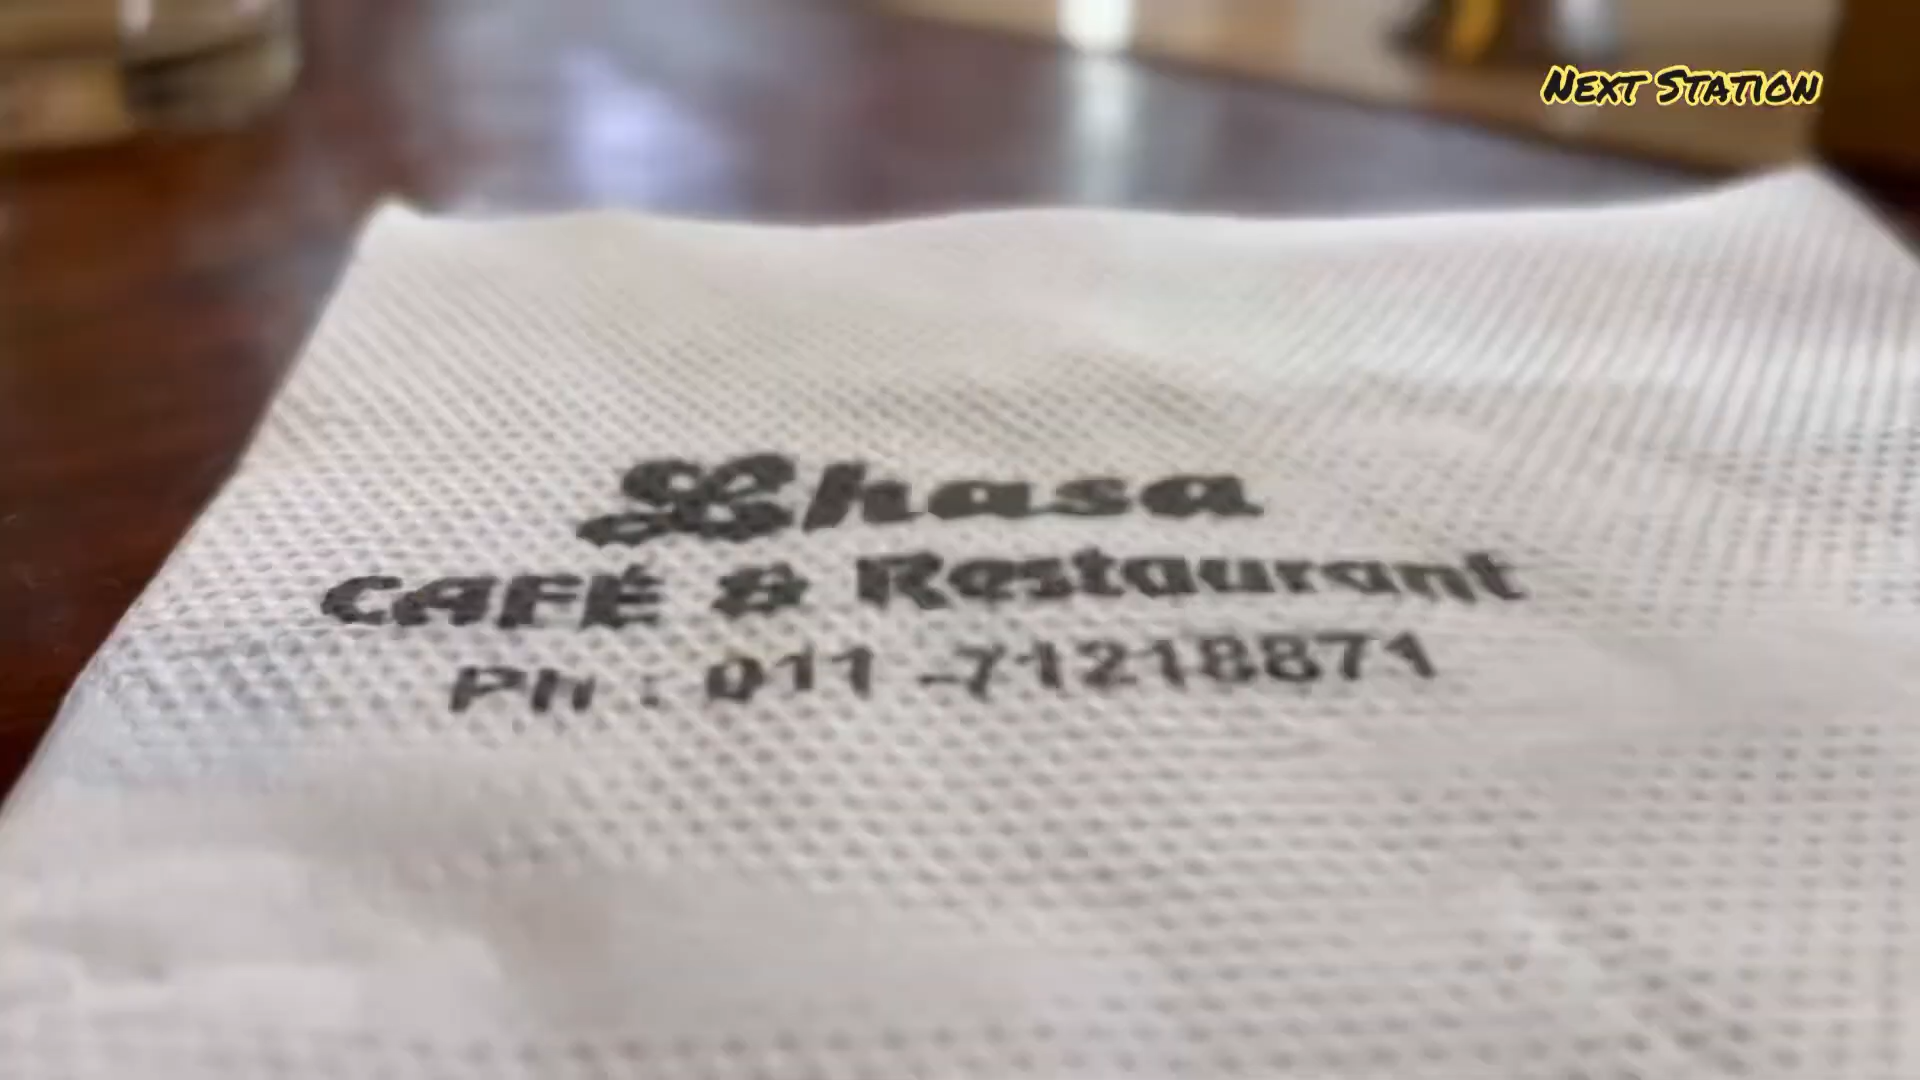 Next Station
Lhasa
CAFÉ & Restaurant
Ph : 011 -71218871